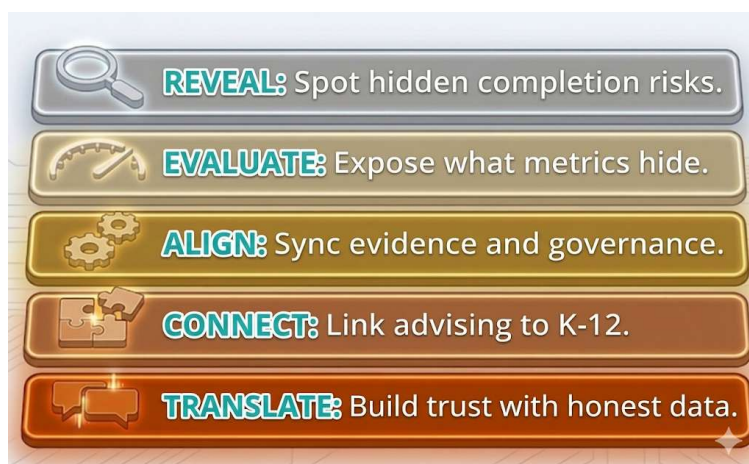 REVEAL: Spot hidden completion risks.
EVALUATE: Expose what metrics hide.
ALIGN: Sync evidence and governance.
CONNECT: Link advising to K-12.
TRANSLATE: Build trust with honest data.